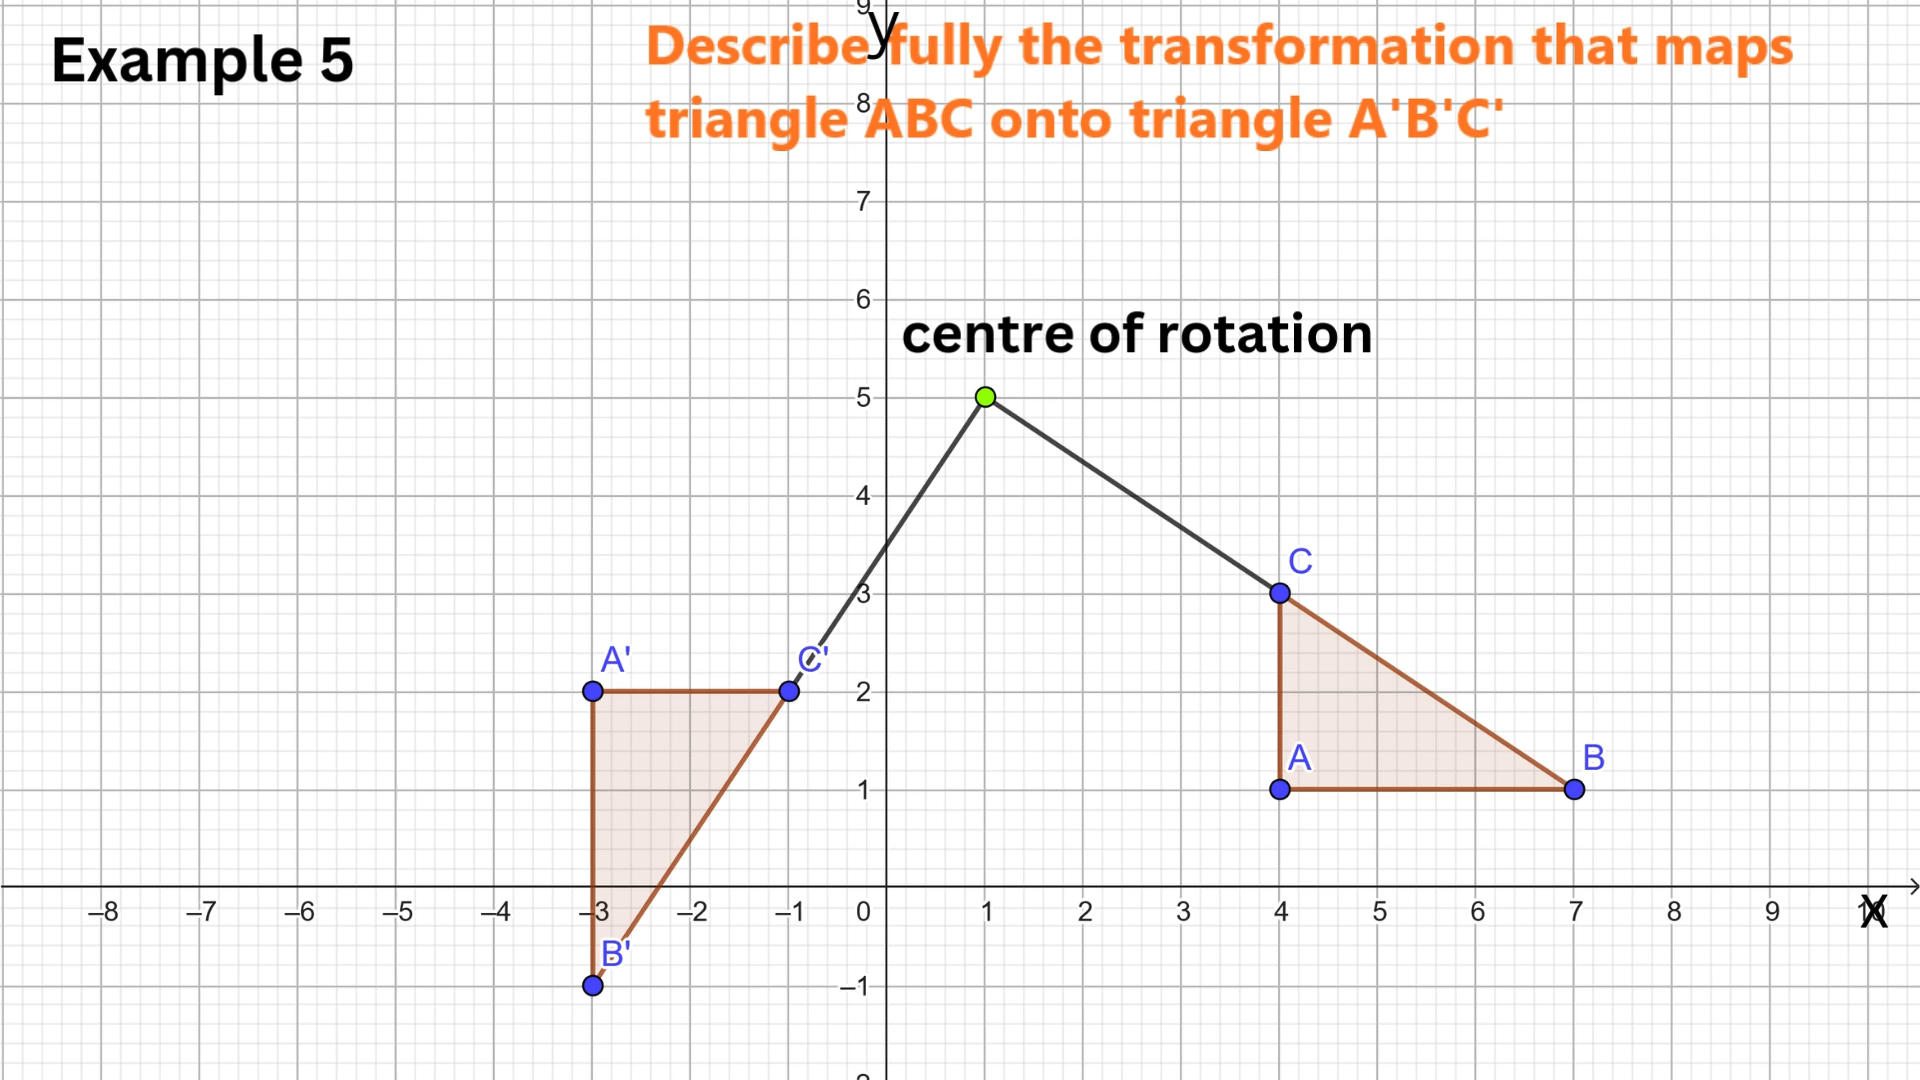 Example 5
y
Describe fully the transformation that maps
triangle ABC onto triangle A'B'C'
9
8
7
6
centre of rotation
5
4
C
3
A'
C'
2
A
B
1
–8 –7 –6 –5 –4 –3 –2 –1 0 1 2 3 4 5 6 7 8 9 10
x
B'
–1